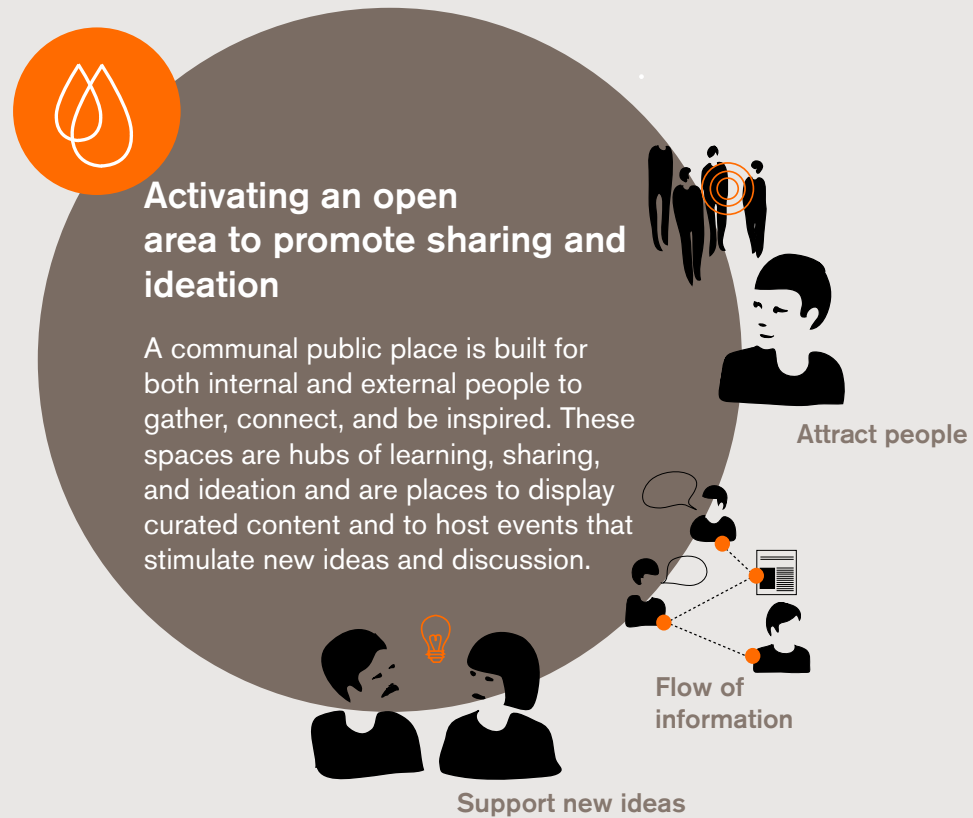 Activating an open
area to promote sharing and
ideation
A communal public place is built for
both internal and external people to
gather, connect, and be inspired. These
spaces are hubs of learning, sharing,
and ideation and are places to display
curated content and to host events that
stimulate new ideas and discussion.
Attract people
Flow of
information
Support new ideas